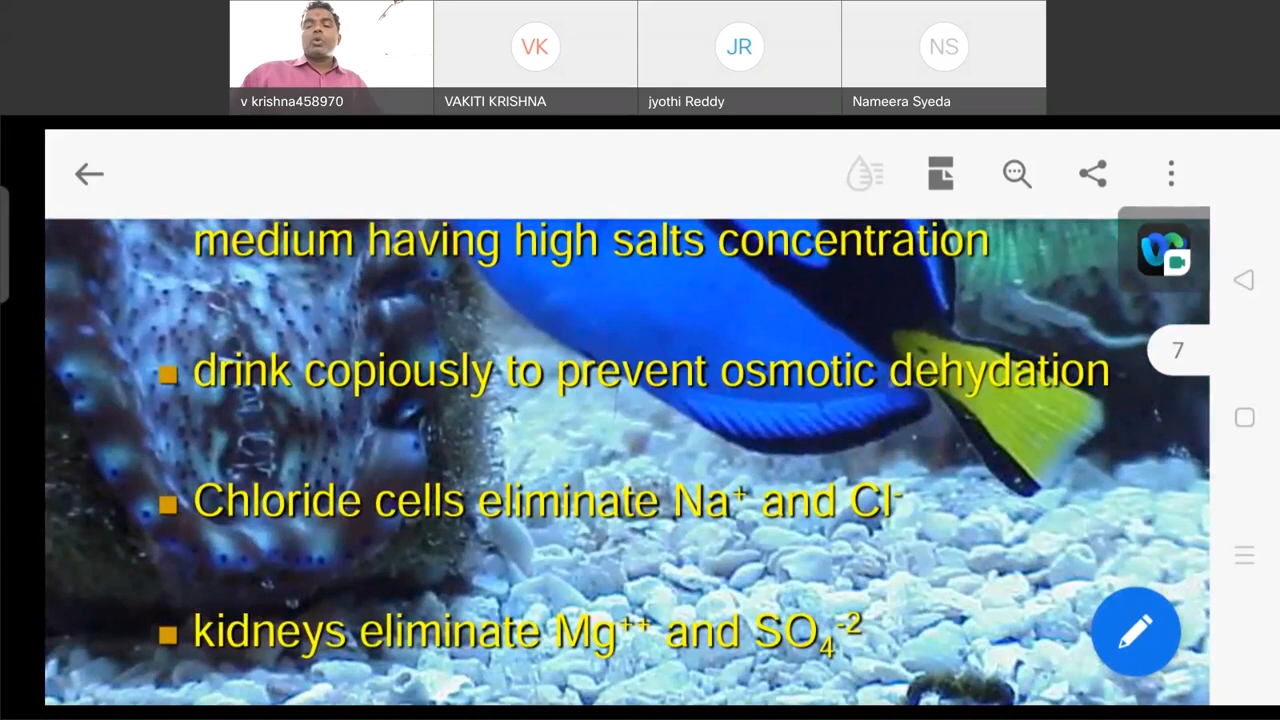 VK
JR
NS
v krishna458970
VAKITI KRISHNA
jyothi Reddy
Nameera Syeda
medium having high salts concentration
7
drink copiously to prevent osmotic dehydation
Chloride cells eliminate Na⁺ and Cl⁻
kidneys eliminate Mg⁺⁺ and SO₄⁻²